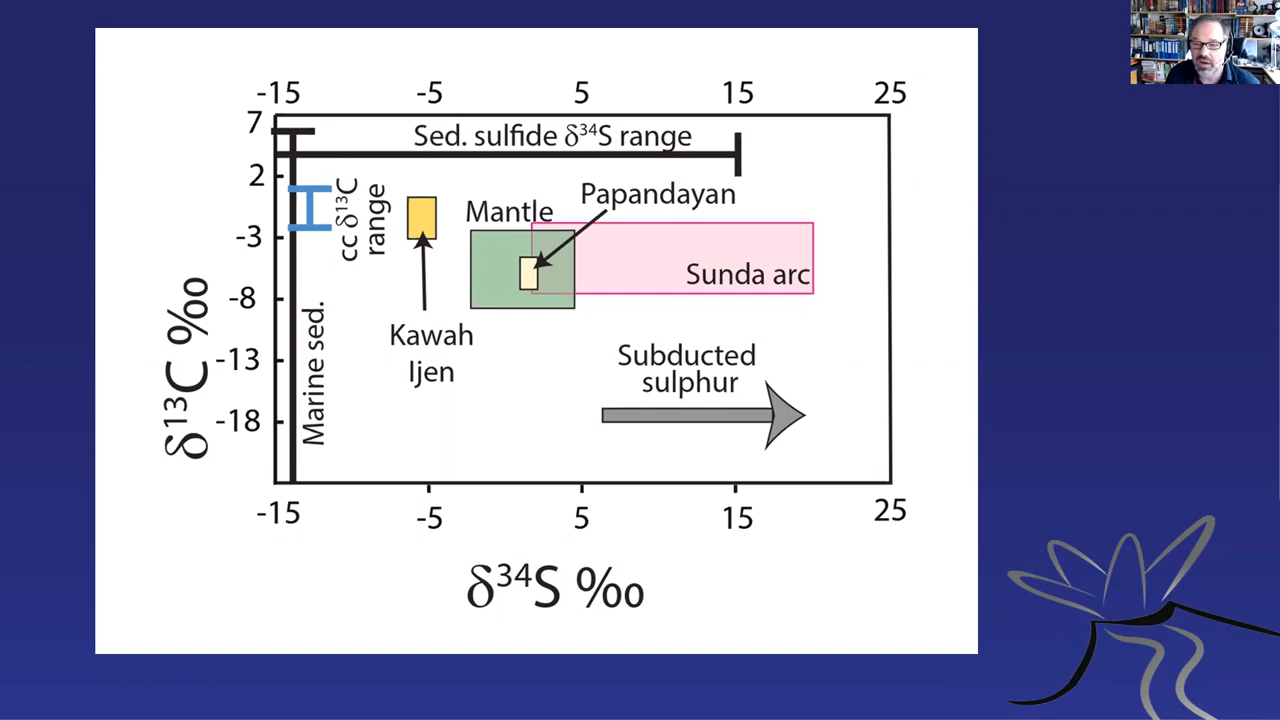 -15 -5 5 15 25
7
Sed. sulfide δ³⁴S range
2
Papandayan
cc δ¹³C
range
Mantle
-3
Sunda arc
-8
δ¹³C ‰
Marine sed.
Kawah
Ijen
-13
Subducted
sulphur
-18
-15 -5 5 15 25
δ³⁴S ‰